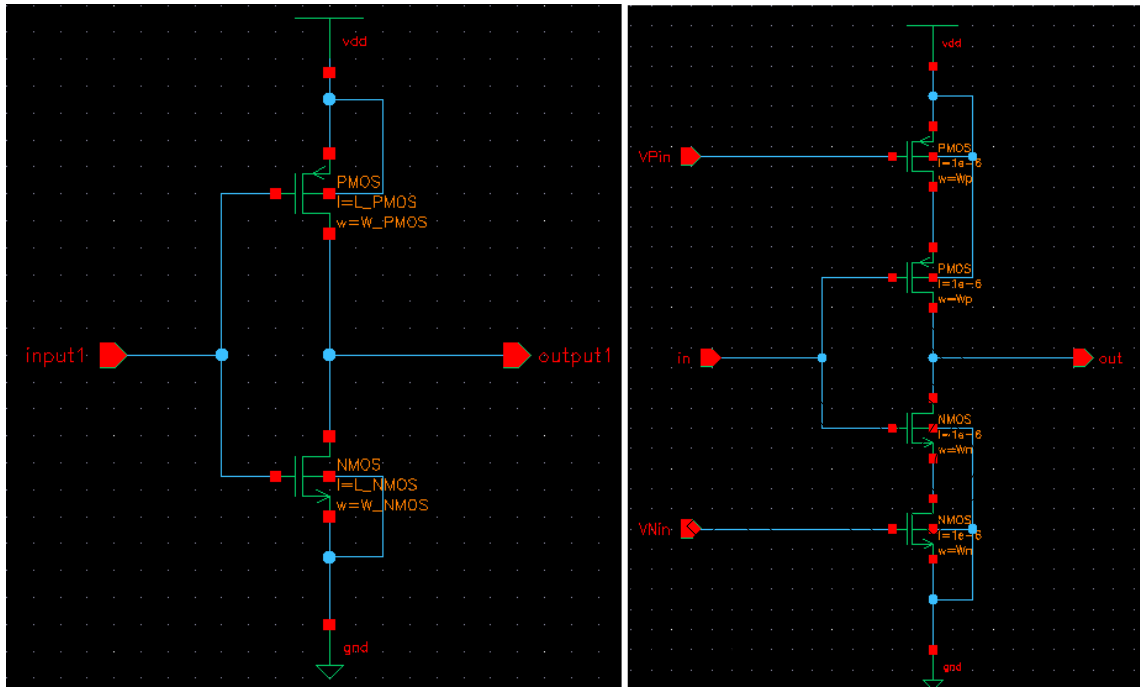 vdd
PMOS
l=L_PMOS
w=W_PMOS
input1
output1
NMOS
l=L_NMOS
w=W_NMOS
gnd
vdd
VPin
PMOS
l=1e-6
w=Wp
PMOS
l=1e-6
w=Wp
in
out
NMOS
l=1e-6
w=Wn
VNin
NMOS
l=1e-6
w=Wn
gnd